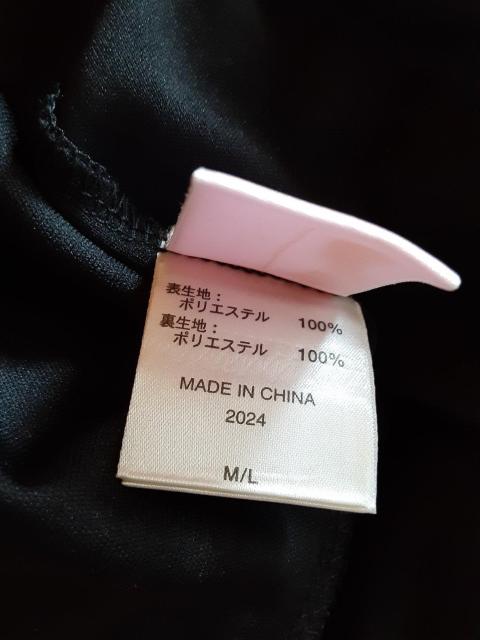 表生地：
ポリエステル 100%
裏生地：
ポリエステル 100%
MADE IN CHINA
2024
M/L